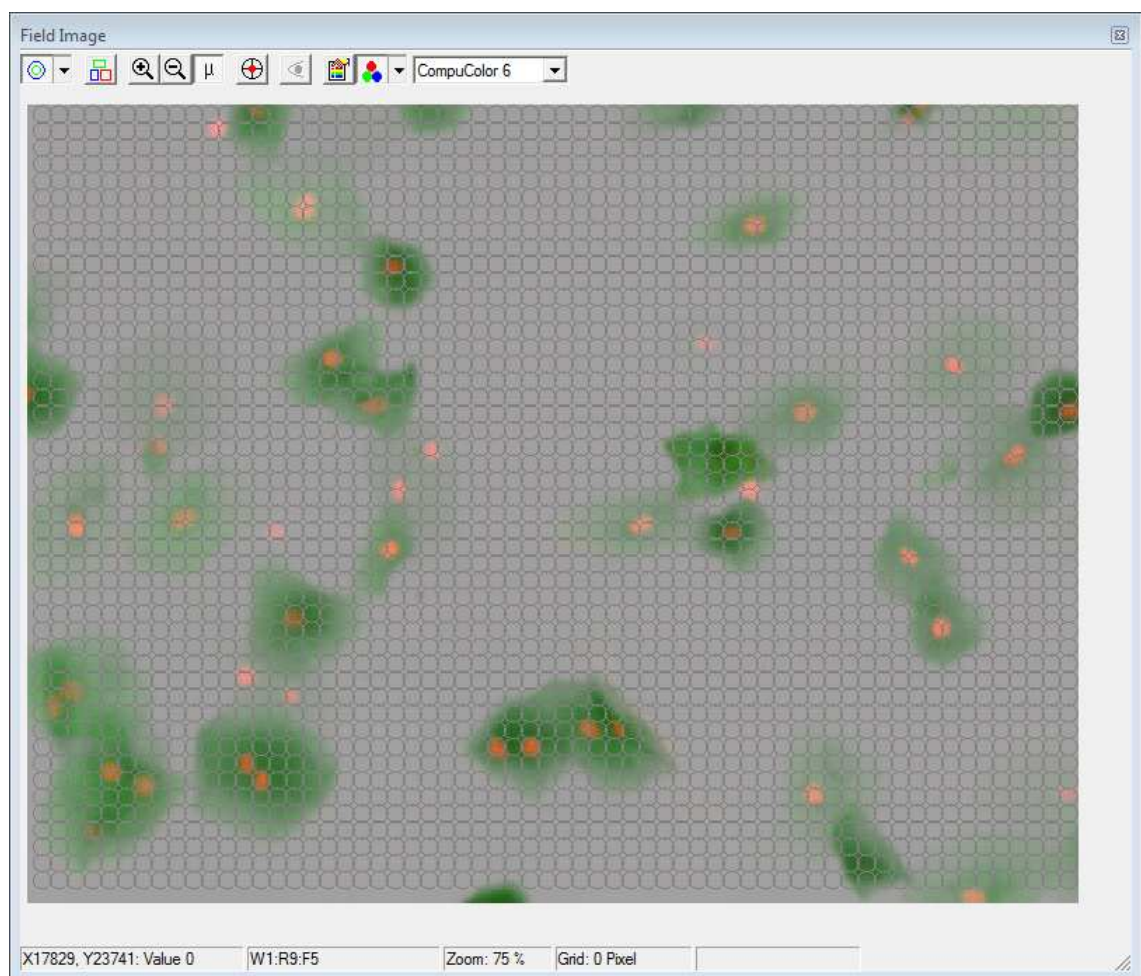 Field Image
µ
CompuColor 6
X17829, Y23741: Value 0
W1:R9:F5
Zoom: 75 %
Grid: 0 Pixel